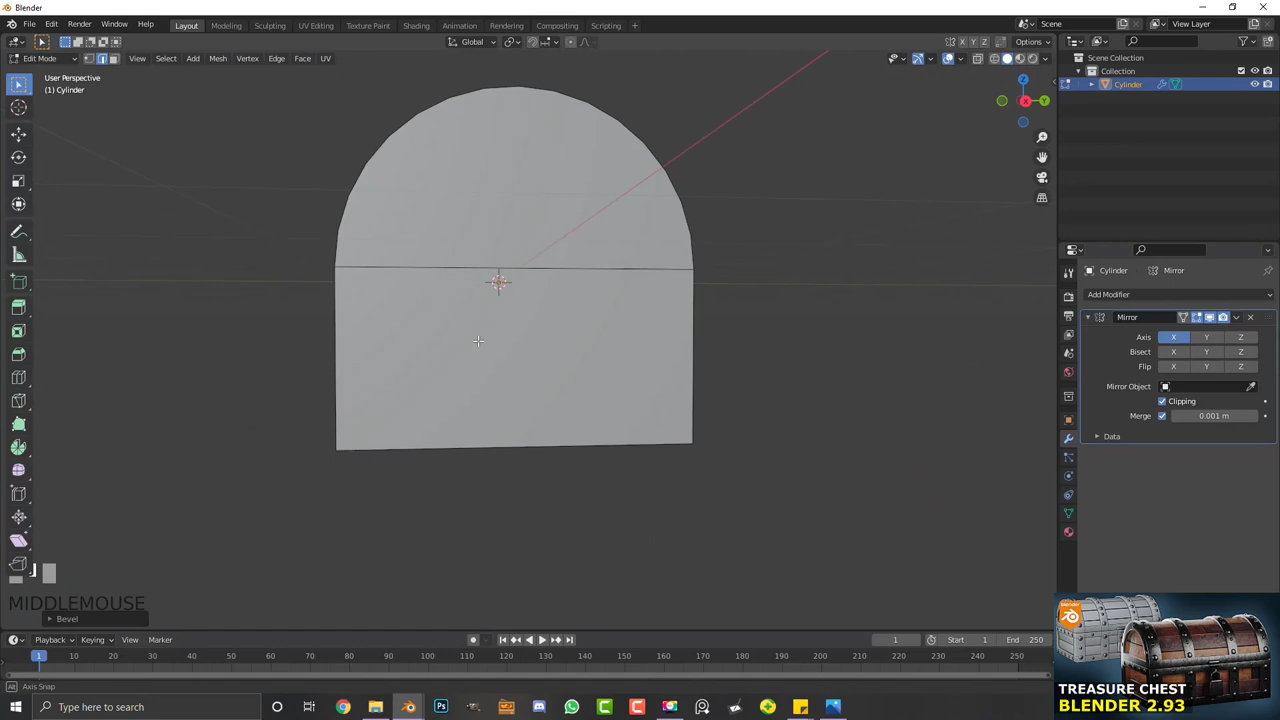 Blender
File Edit Render Window Help Layout Modeling Sculpting UV Editing Texture Paint Shading Animation Rendering Compositing Scripting + Scene View Layer
Global X Y Z Options
Edit Mode View Select Add Mesh Vertex Edge Face UV
User Perspective
(1) Cylinder
Z
X
Y
Scene Collection
Collection
Cylinder
Cylinder Mirror
Add Modifier
Mirror
Axis X Y Z
Bisect X Y Z
Flip X Y Z
Mirror Object
Clipping
Merge 0.001 m
Data
J
MIDDLEMOUSE
Bevel
Playback Keying View Marker 1 Start 1 End 250
1 10 20 30 40 50 60 70 80 90 100 110 120 130 140 150 160 170 180 190 200 210 220 230 240 250
Alt Axis Snap
Type here to search
TREASURE CHEST
BLENDER 2.93